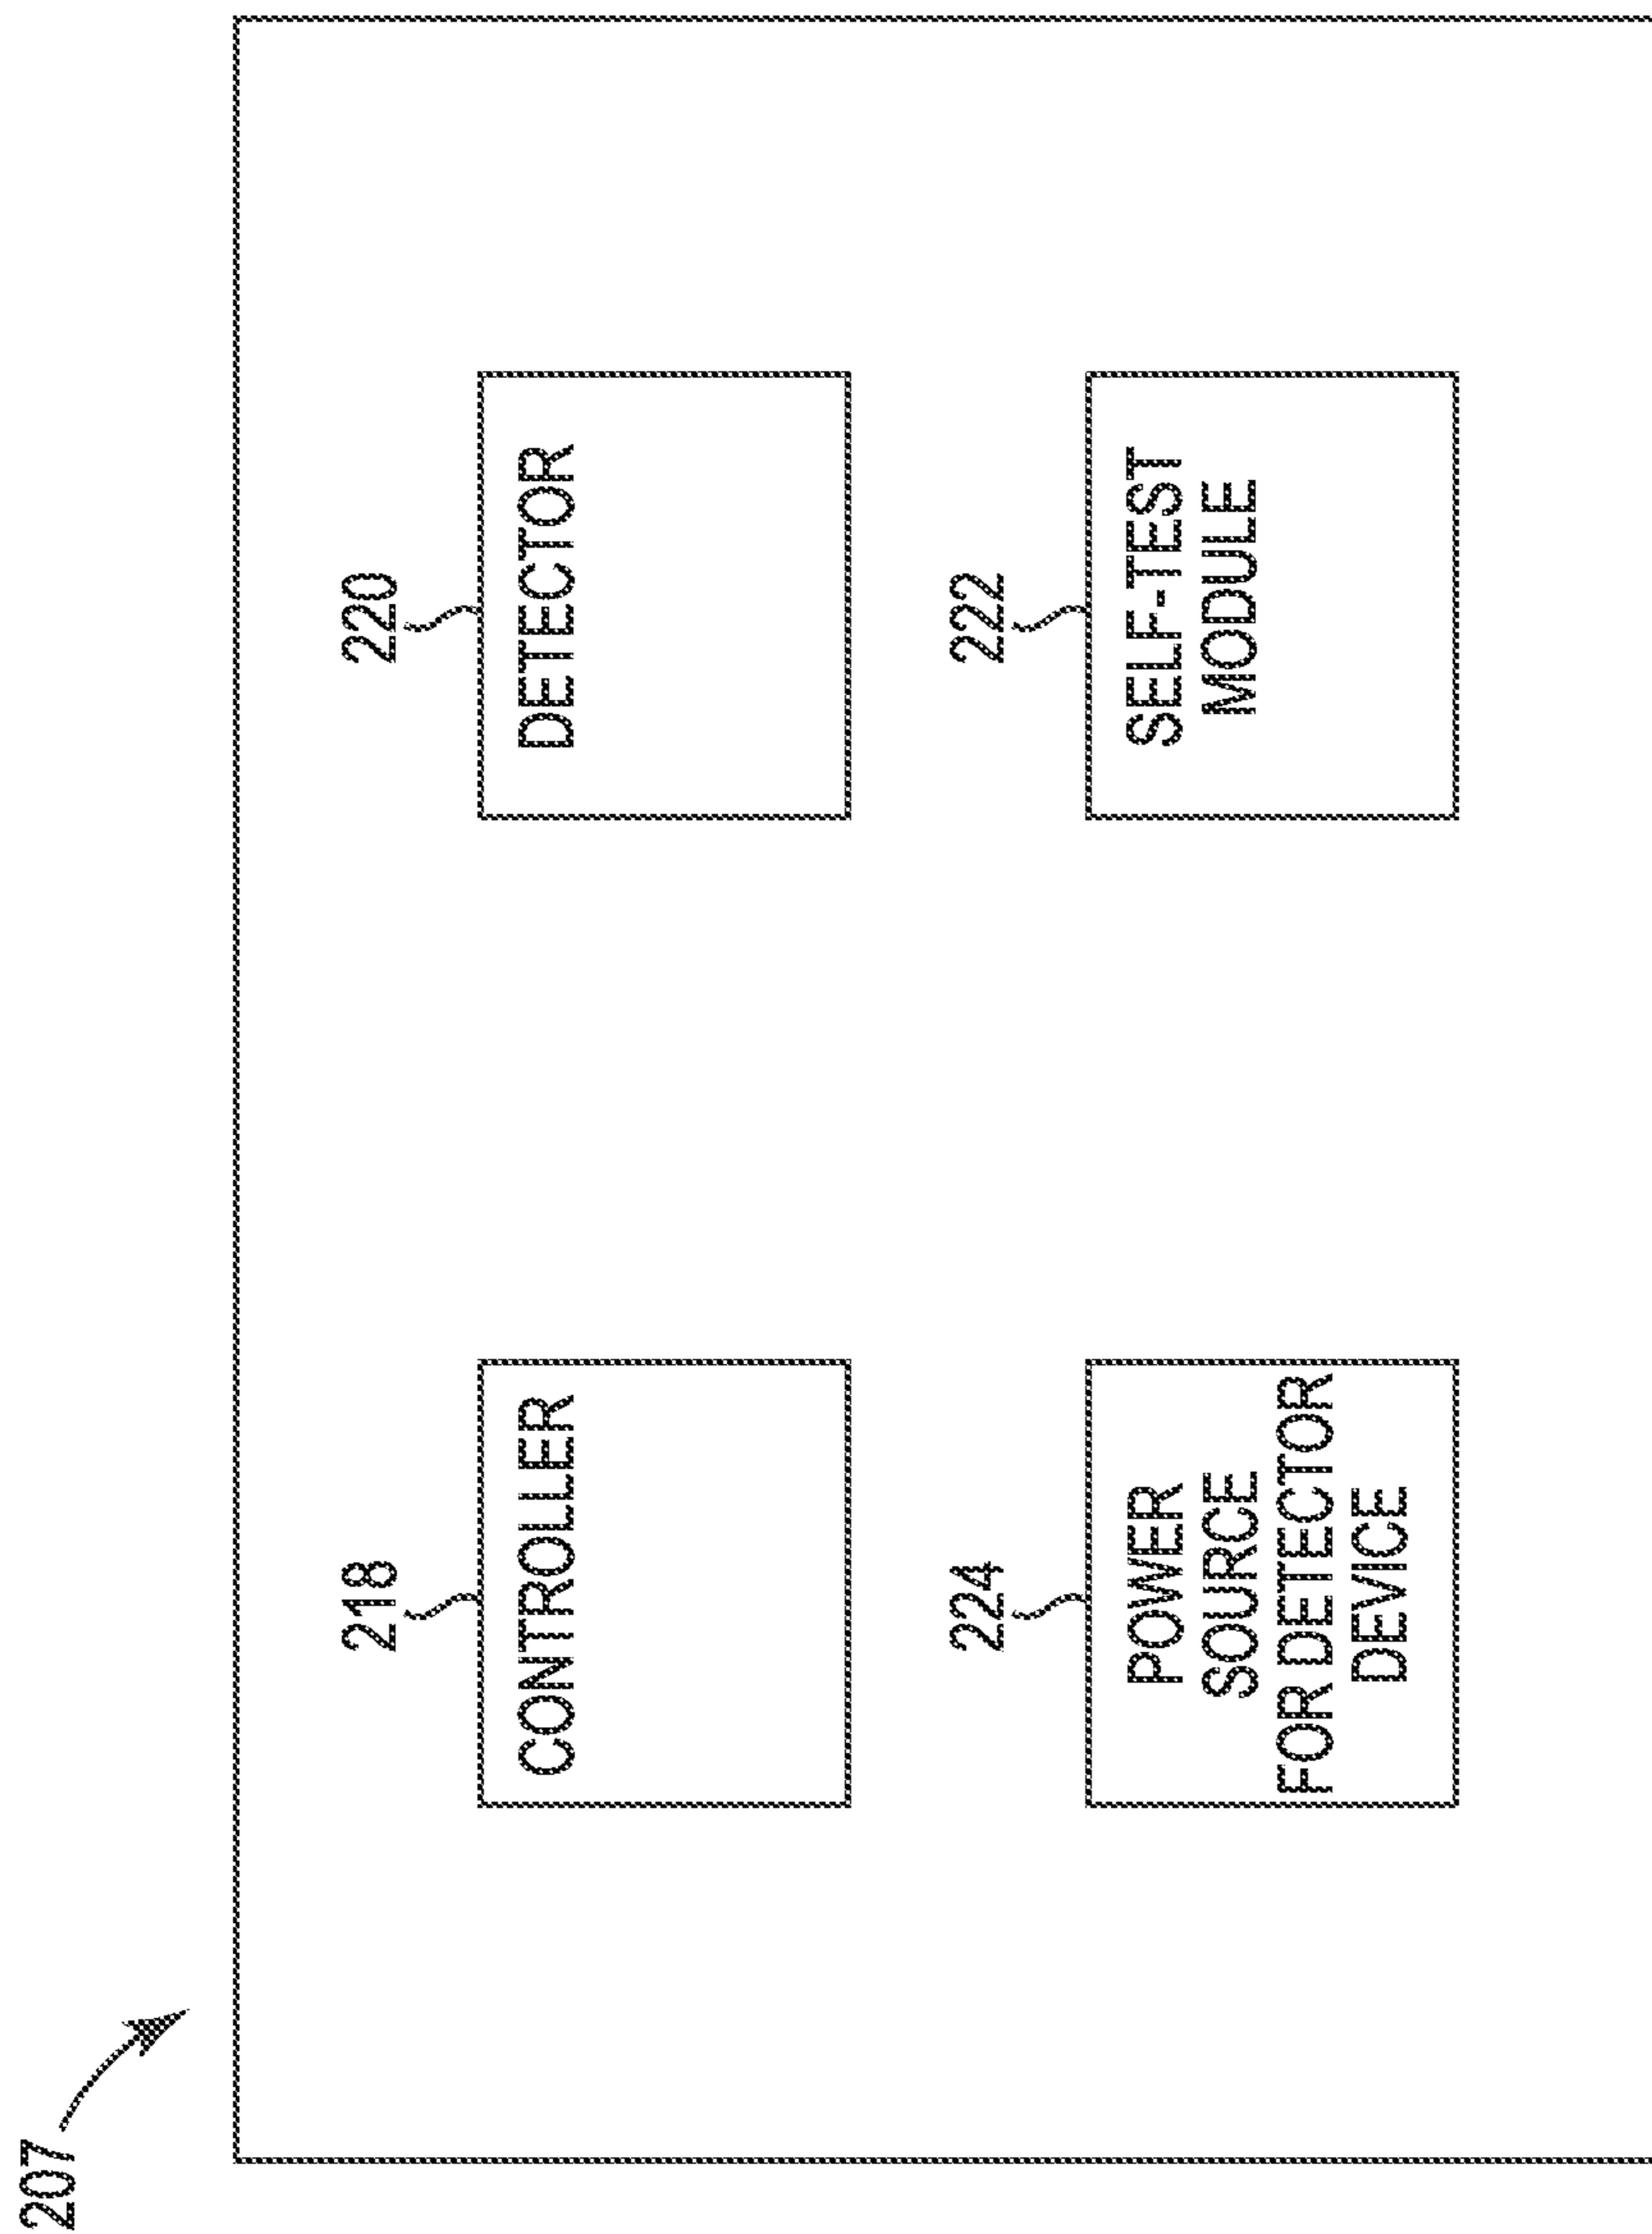 207
218
CONTROLLER
220
DETECTOR
224
POWER
SOURCE
FOR DETECTOR
DEVICE
222
SELF-TEST
MODULE